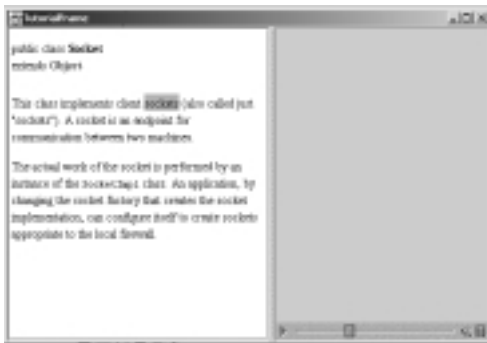 TutorialFrame
public class Socket
extends Object
This class implements client sockets (also called just
"sockets"). A socket is an endpoint for
communication between two machines.
The actual work of the socket is performed by an
instance of the SocketImpl class. An application, by
changing the socket factory that creates the socket
implementation, can configure itself to create sockets
appropriate to the local firewall.